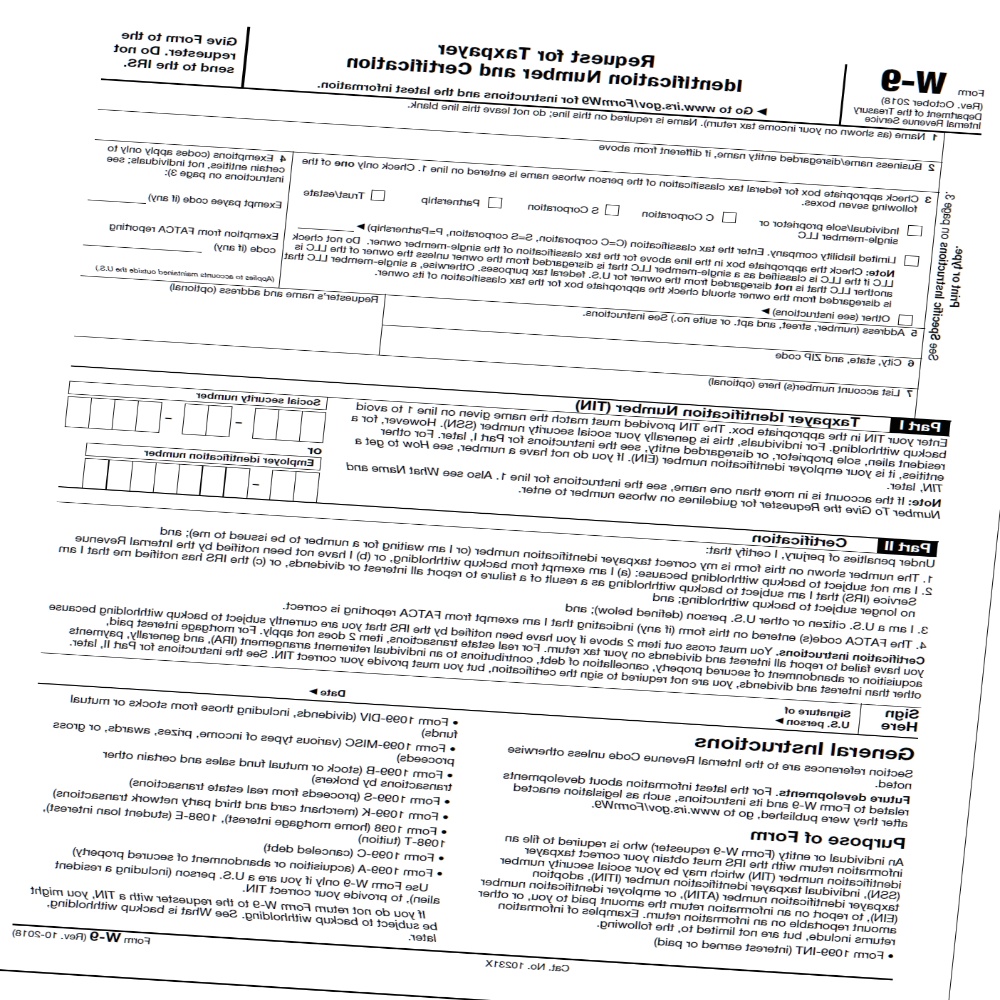 Form W-9
(Rev. October 2018)
Department of the Treasury
Internal Revenue Service
Request for Taxpayer
Identification Number and Certification
▶ Go to www.irs.gov/FormW9 for instructions and the latest information.
Give Form to the
requester. Do not
send to the IRS.
Print or type.
See Specific Instructions on page 3.
1 Name (as shown on your income tax return). Name is required on this line; do not leave this line blank.
2 Business name/disregarded entity name, if different from above
3 Check appropriate box for federal tax classification of the person whose name is entered on line 1. Check only one of the
following seven boxes.
Individual/sole proprietor or
single-member LLC
C Corporation
S Corporation
Partnership
Trust/estate
Limited liability company. Enter the tax classification (C=C corporation, S=S corporation, P=Partnership) ▶
Note: Check the appropriate box in the line above for the tax classification of the single-member owner. Do not check
LLC if the LLC is classified as a single-member LLC that is disregarded from the owner unless the owner of the LLC is
another LLC that is not disregarded from the owner for U.S. federal tax purposes. Otherwise, a single-member LLC that
is disregarded from the owner should check the appropriate box for the tax classification of its owner.
Other (see instructions) ▶
4 Exemptions (codes apply only to
certain entities, not individuals; see
instructions on page 3):
Exempt payee code (if any)
Exemption from FATCA reporting
code (if any)
(Applies to accounts maintained outside the U.S.)
5 Address (number, street, and apt. or suite no.) See instructions.
Requester's name and address (optional)
6 City, state, and ZIP code
7 List account number(s) here (optional)
Part I Taxpayer Identification Number (TIN)
Enter your TIN in the appropriate box. The TIN provided must match the name given on line 1 to avoid
backup withholding. For individuals, this is generally your social security number (SSN). However, for a
resident alien, sole proprietor, or disregarded entity, see the instructions for Part I, later. For other
entities, it is your employer identification number (EIN). If you do not have a number, see How to get a
TIN, later.
Note: If the account is in more than one name, see the instructions for line 1. Also see What Name and
Number To Give the Requester for guidelines on whose number to enter.
Social security number
– –
or
Employer identification number
–
Part II Certification
Under penalties of perjury, I certify that:
1. The number shown on this form is my correct taxpayer identification number (or I am waiting for a number to be issued to me); and
2. I am not subject to backup withholding because: (a) I am exempt from backup withholding, or (b) I have not been notified by the Internal Revenue
Service (IRS) that I am subject to backup withholding as a result of a failure to report all interest or dividends, or (c) the IRS has notified me that I am
no longer subject to backup withholding; and
3. I am a U.S. citizen or other U.S. person (defined below); and
4. The FATCA code(s) entered on this form (if any) indicating that I am exempt from FATCA reporting is correct.
Certification instructions. You must cross out item 2 above if you have been notified by the IRS that you are currently subject to backup withholding because
you have failed to report all interest and dividends on your tax return. For real estate transactions, item 2 does not apply. For mortgage interest paid,
acquisition or abandonment of secured property, cancellation of debt, contributions to an individual retirement arrangement (IRA), and generally, payments
other than interest and dividends, you are not required to sign the certification, but you must provide your correct TIN. See the instructions for Part II, later.
Sign
Here
Signature of
U.S. person ▶
Date ▶
General Instructions
Section references are to the Internal Revenue Code unless otherwise
noted.
Future developments. For the latest information about developments
related to Form W-9 and its instructions, such as legislation enacted
after they were published, go to www.irs.gov/FormW9.
Purpose of Form
An individual or entity (Form W-9 requester) who is required to file an
information return with the IRS must obtain your correct taxpayer
identification number (TIN) which may be your social security number
(SSN), individual taxpayer identification number (ITIN), adoption
taxpayer identification number (ATIN), or employer identification number
(EIN), to report on an information return the amount paid to you, or other
amount reportable on an information return. Examples of information
returns include, but are not limited to, the following.
• Form 1099-INT (interest earned or paid)
• Form 1099-DIV (dividends, including those from stocks or mutual
funds)
• Form 1099-MISC (various types of income, prizes, awards, or gross
proceeds)
• Form 1099-B (stock or mutual fund sales and certain other
transactions by brokers)
• Form 1099-S (proceeds from real estate transactions)
• Form 1099-K (merchant card and third party network transactions)
• Form 1098 (home mortgage interest), 1098-E (student loan interest),
1098-T (tuition)
• Form 1099-C (canceled debt)
• Form 1099-A (acquisition or abandonment of secured property)
Use Form W-9 only if you are a U.S. person (including a resident
alien), to provide your correct TIN.
If you do not return Form W-9 to the requester with a TIN, you might
be subject to backup withholding. See What is backup withholding,
later.
Cat. No. 10231X
Form W-9 (Rev. 10-2018)